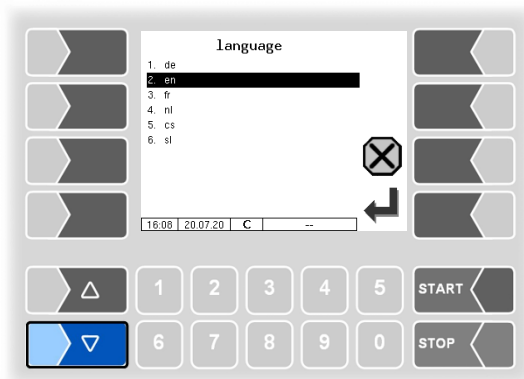 language
1. de
2. en
3. fr
4. nl
5. cs
6. sl
16:08 20.07.20 C --
1 2 3 4 5 START
6 7 8 9 0 STOP